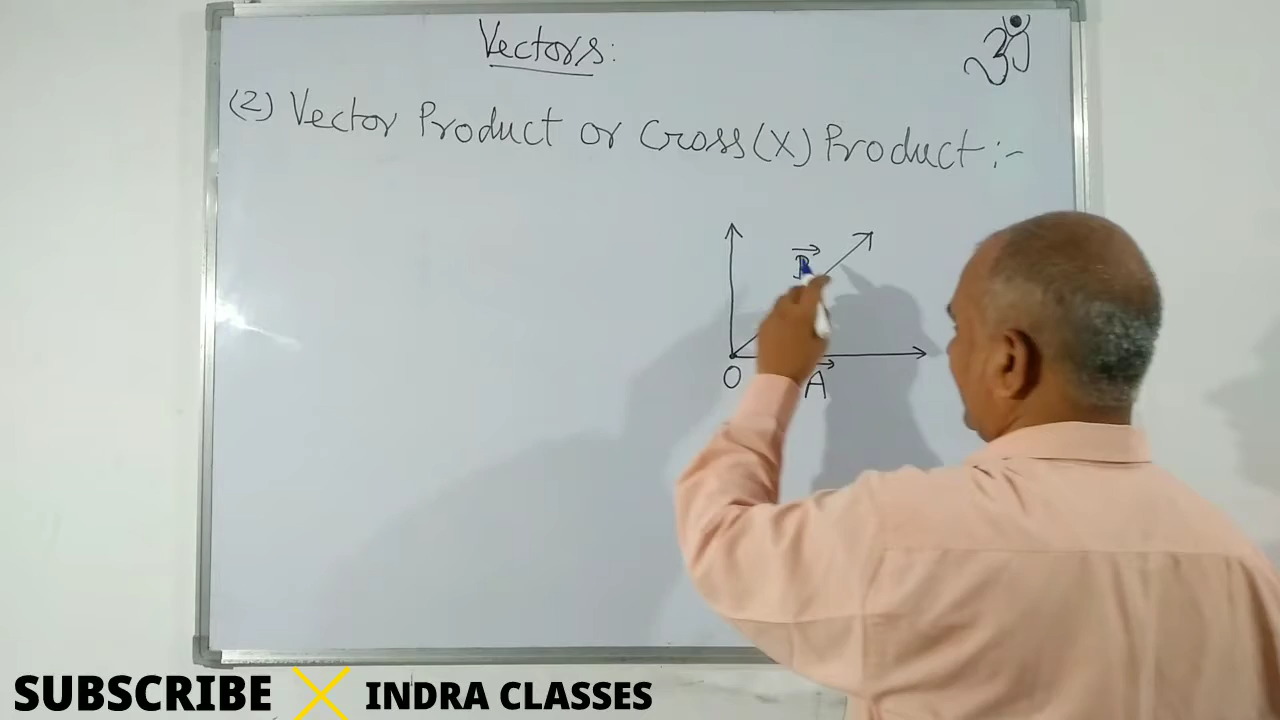 Vectors:
ॐ
(2) Vector Product or Cross(X) Product:-
B
O
A
SUBSCRIBE INDRA CLASSES